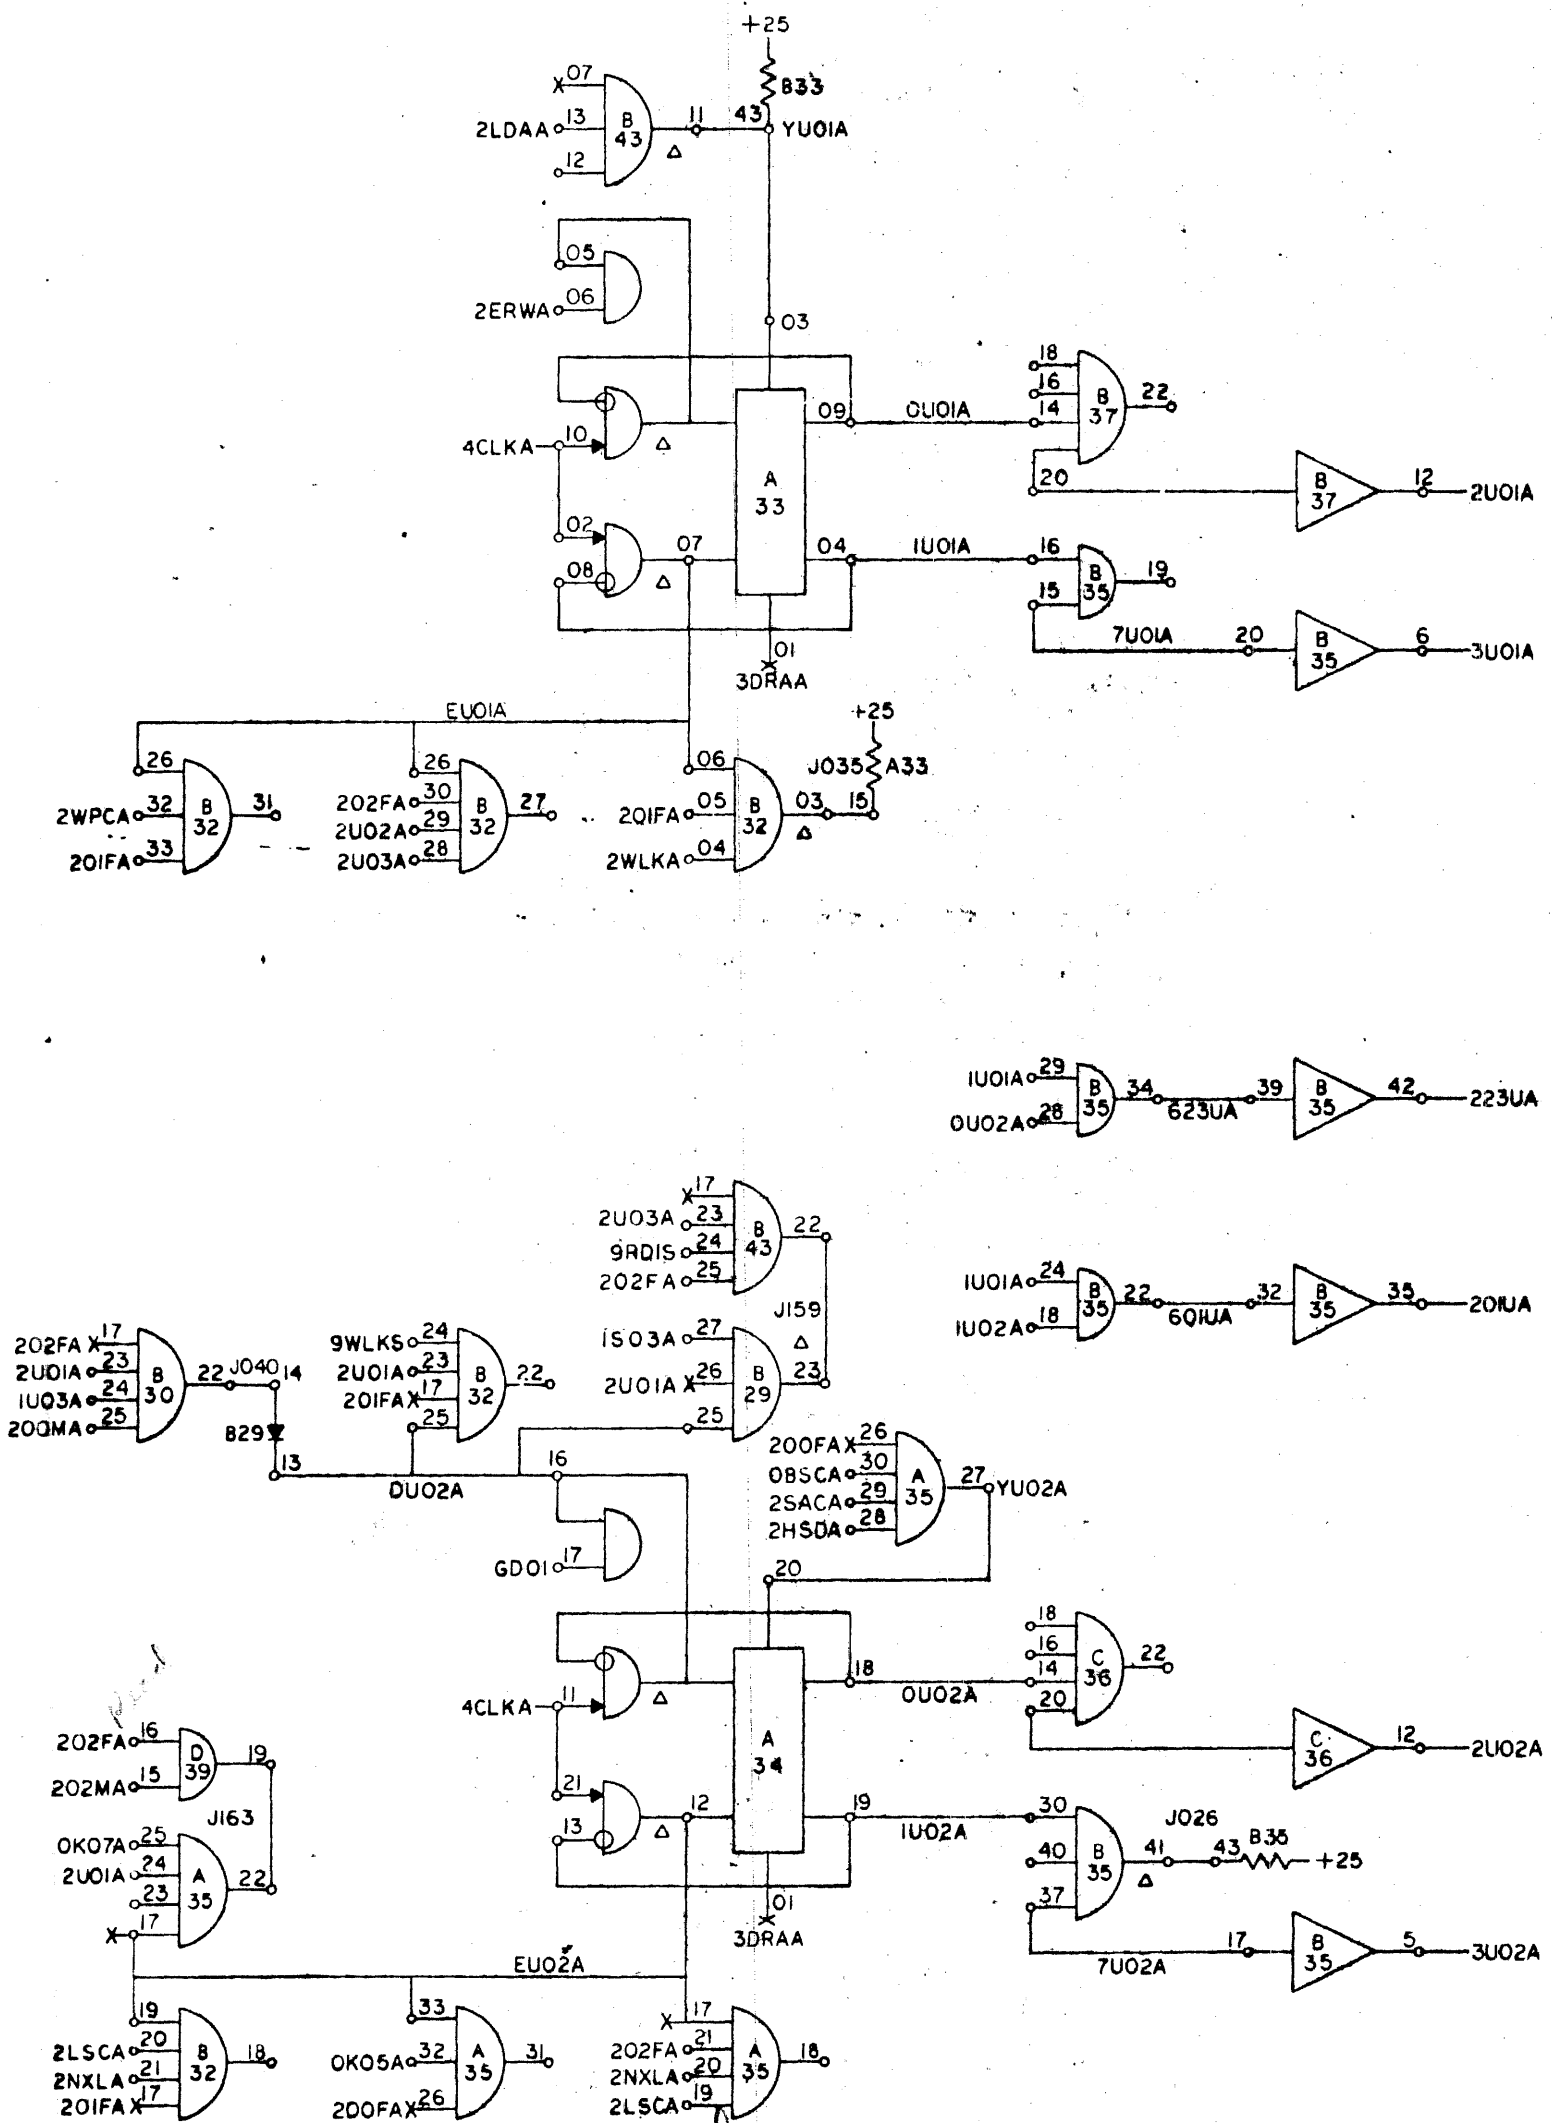 +25
B33
X 07
2LDAA 13
B 43
11
43
YU01A
12
05
2ERWA 06
03
18
16
14
B 37
22
09
0U01A
4CLKA 10
A 33
20
B 37
12
2U01A
02
07
04
1U01A
16
B 35
19
08
15
7U01A
20
B 35
6
3U01A
01
3DRAA
EU01A
+25
26
2WPCA 32
201FA 33
B 32
31
26
202FA 30
2U02A 29
2U03A 28
B 32
27
06
201FA 05
2WLKA 04
B 32
03
15
J035
A33
1U01A 29
0U02A 28
B 35
34
623UA
39
B 35
42
223UA
X 17
2U03A 23
9RDIS 24
202FA 25
B 43
22
J159
1U01A 24
1U02A 18
B 35
22
601UA
32
B 35
35
201UA
202FA X 17
2U01A 23
1U03A 24
200MA 25
B 30
22
J040
14
B29
13
9WLKS 24
2U01A 23
201FA X 17
25
B 32
22
1S03A 27
2U01A X 26
25
B 29
23
DU02A
16
GD01 17
200FA X 26
0BSCA 30
2SACA 29
2HSDA 28
A 35
27
YU02A
20
18
0U02A
18
16
14
20
C 36
22
4CLKA 11
A 34
C 36
12
2U02A
202FA 16
202MA 15
D 39
19
J163
21
12
13
19
1U02A
30
40
37
B 35
41
J026
43
B35
+25
0K07A 25
2U01A 24
23
X 17
A 35
22
01
3DRAA
7U02A
17
B 35
5
3U02A
EU02A
19
2LSCA 20
2NXLA 21
201FA X 17
B 32
18
33
0K05A 32
200FA X 26
A 35
31
X 17
202FA 21
2NXLA 20
2LSCA 19
A 35
18